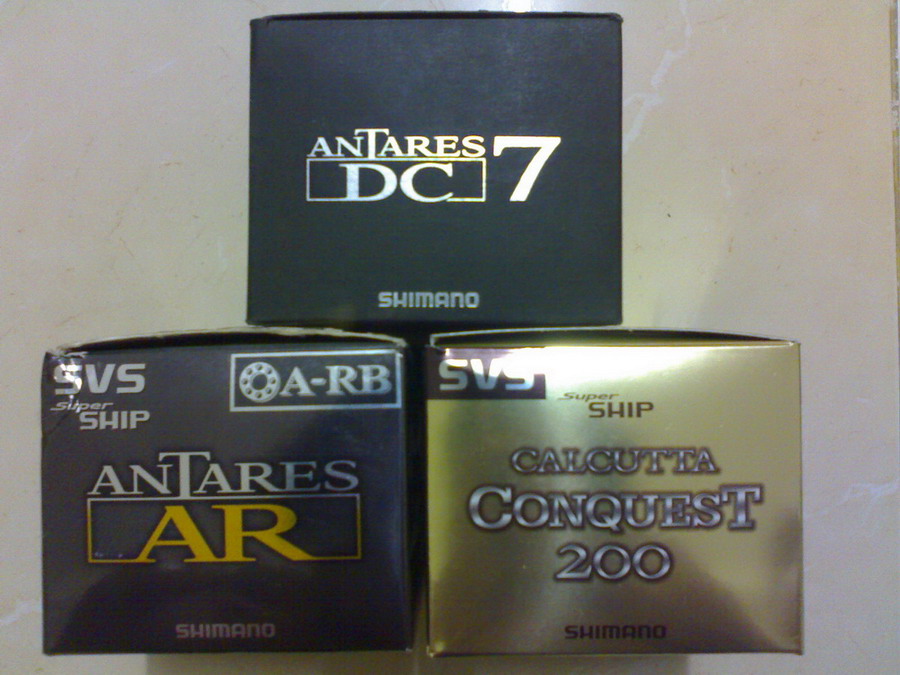 ANTARES
DC 7
SHIMANO
SVS
Super
SHIP
A-RB
ANTARES
AR
SHIMANO
SVS
Super
SHIP
CALCUTTA
CONQUEST
200
SHIMANO